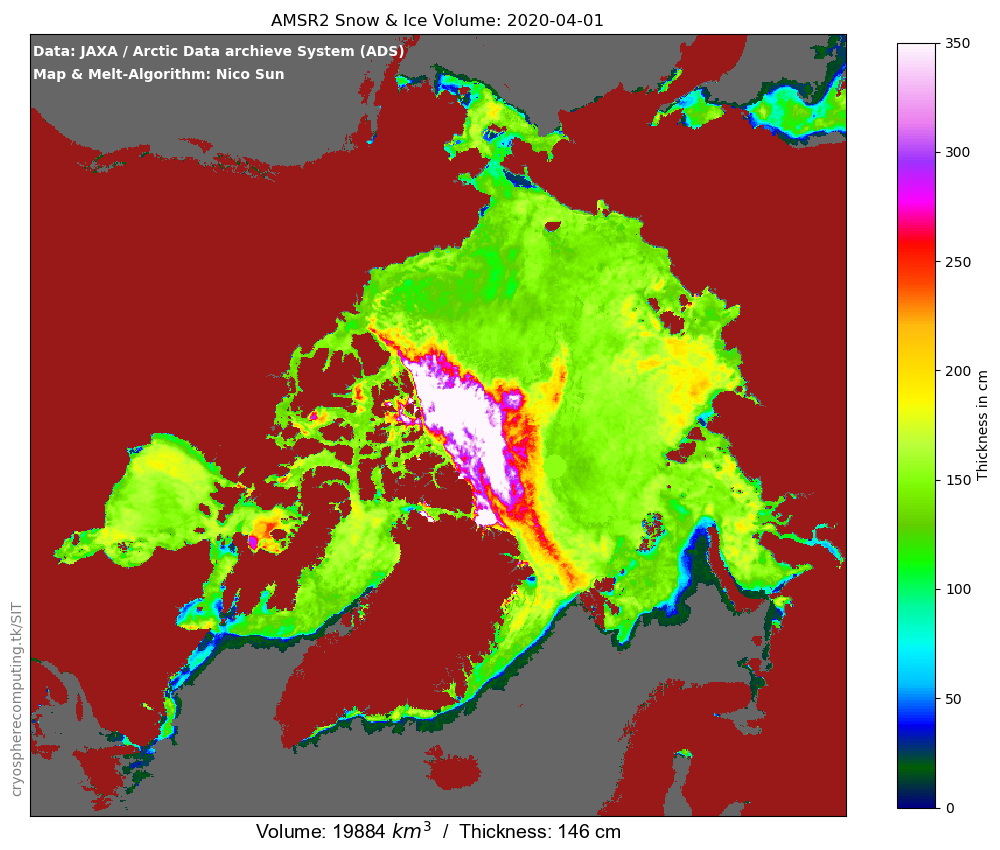 AMSR2 Snow & Ice Volume: 2020-04-01
Data: JAXA / Arctic Data archieve System (ADS)
Map & Melt-Algorithm: Nico Sun
350
300
250
200
150
100
50
0
Thickness in cm
cryospherecomputing.tk/SIT
Volume: 19884 km³ / Thickness: 146 cm